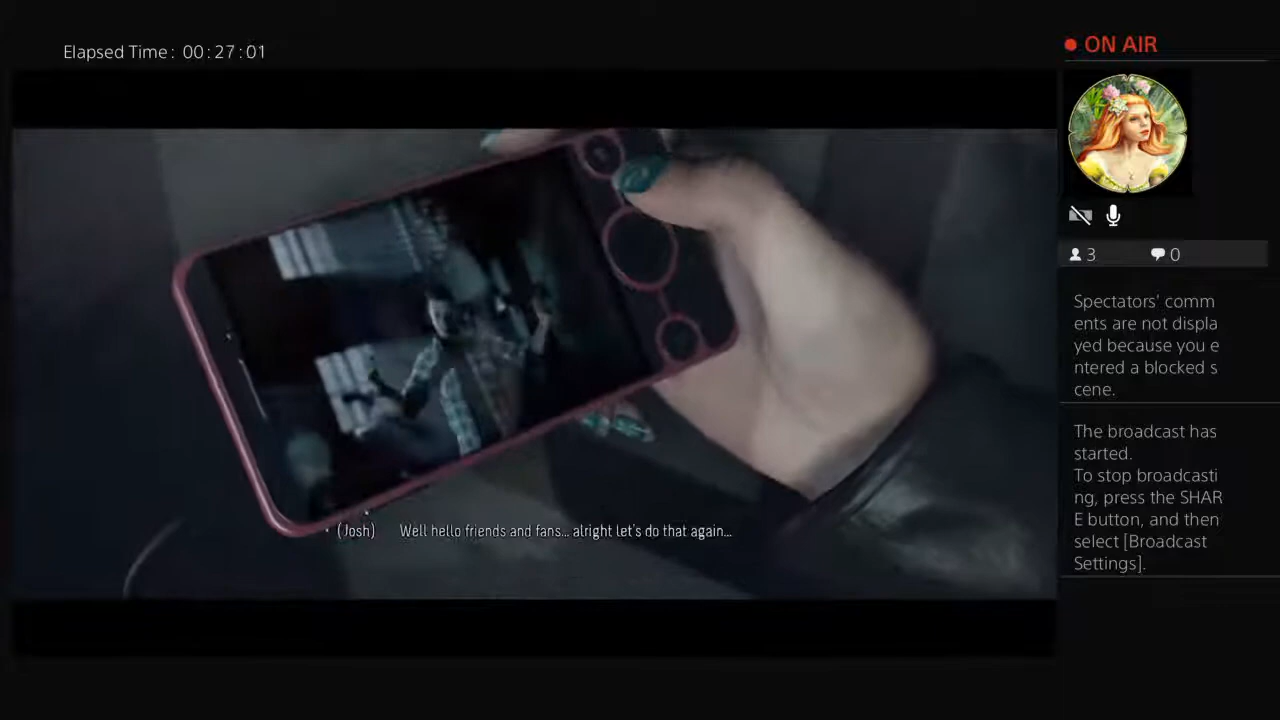 Elapsed Time: 00:27:01
ON AIR
3
0
Spectators' comm
ents are not displa
yed because you e
ntered a blocked s
cene.
The broadcast has
started.
To stop broadcasti
ng, press the SHAR
E button, and then
select [Broadcast
Settings].
(Josh) Well hello friends and fans... alright let's do that again...